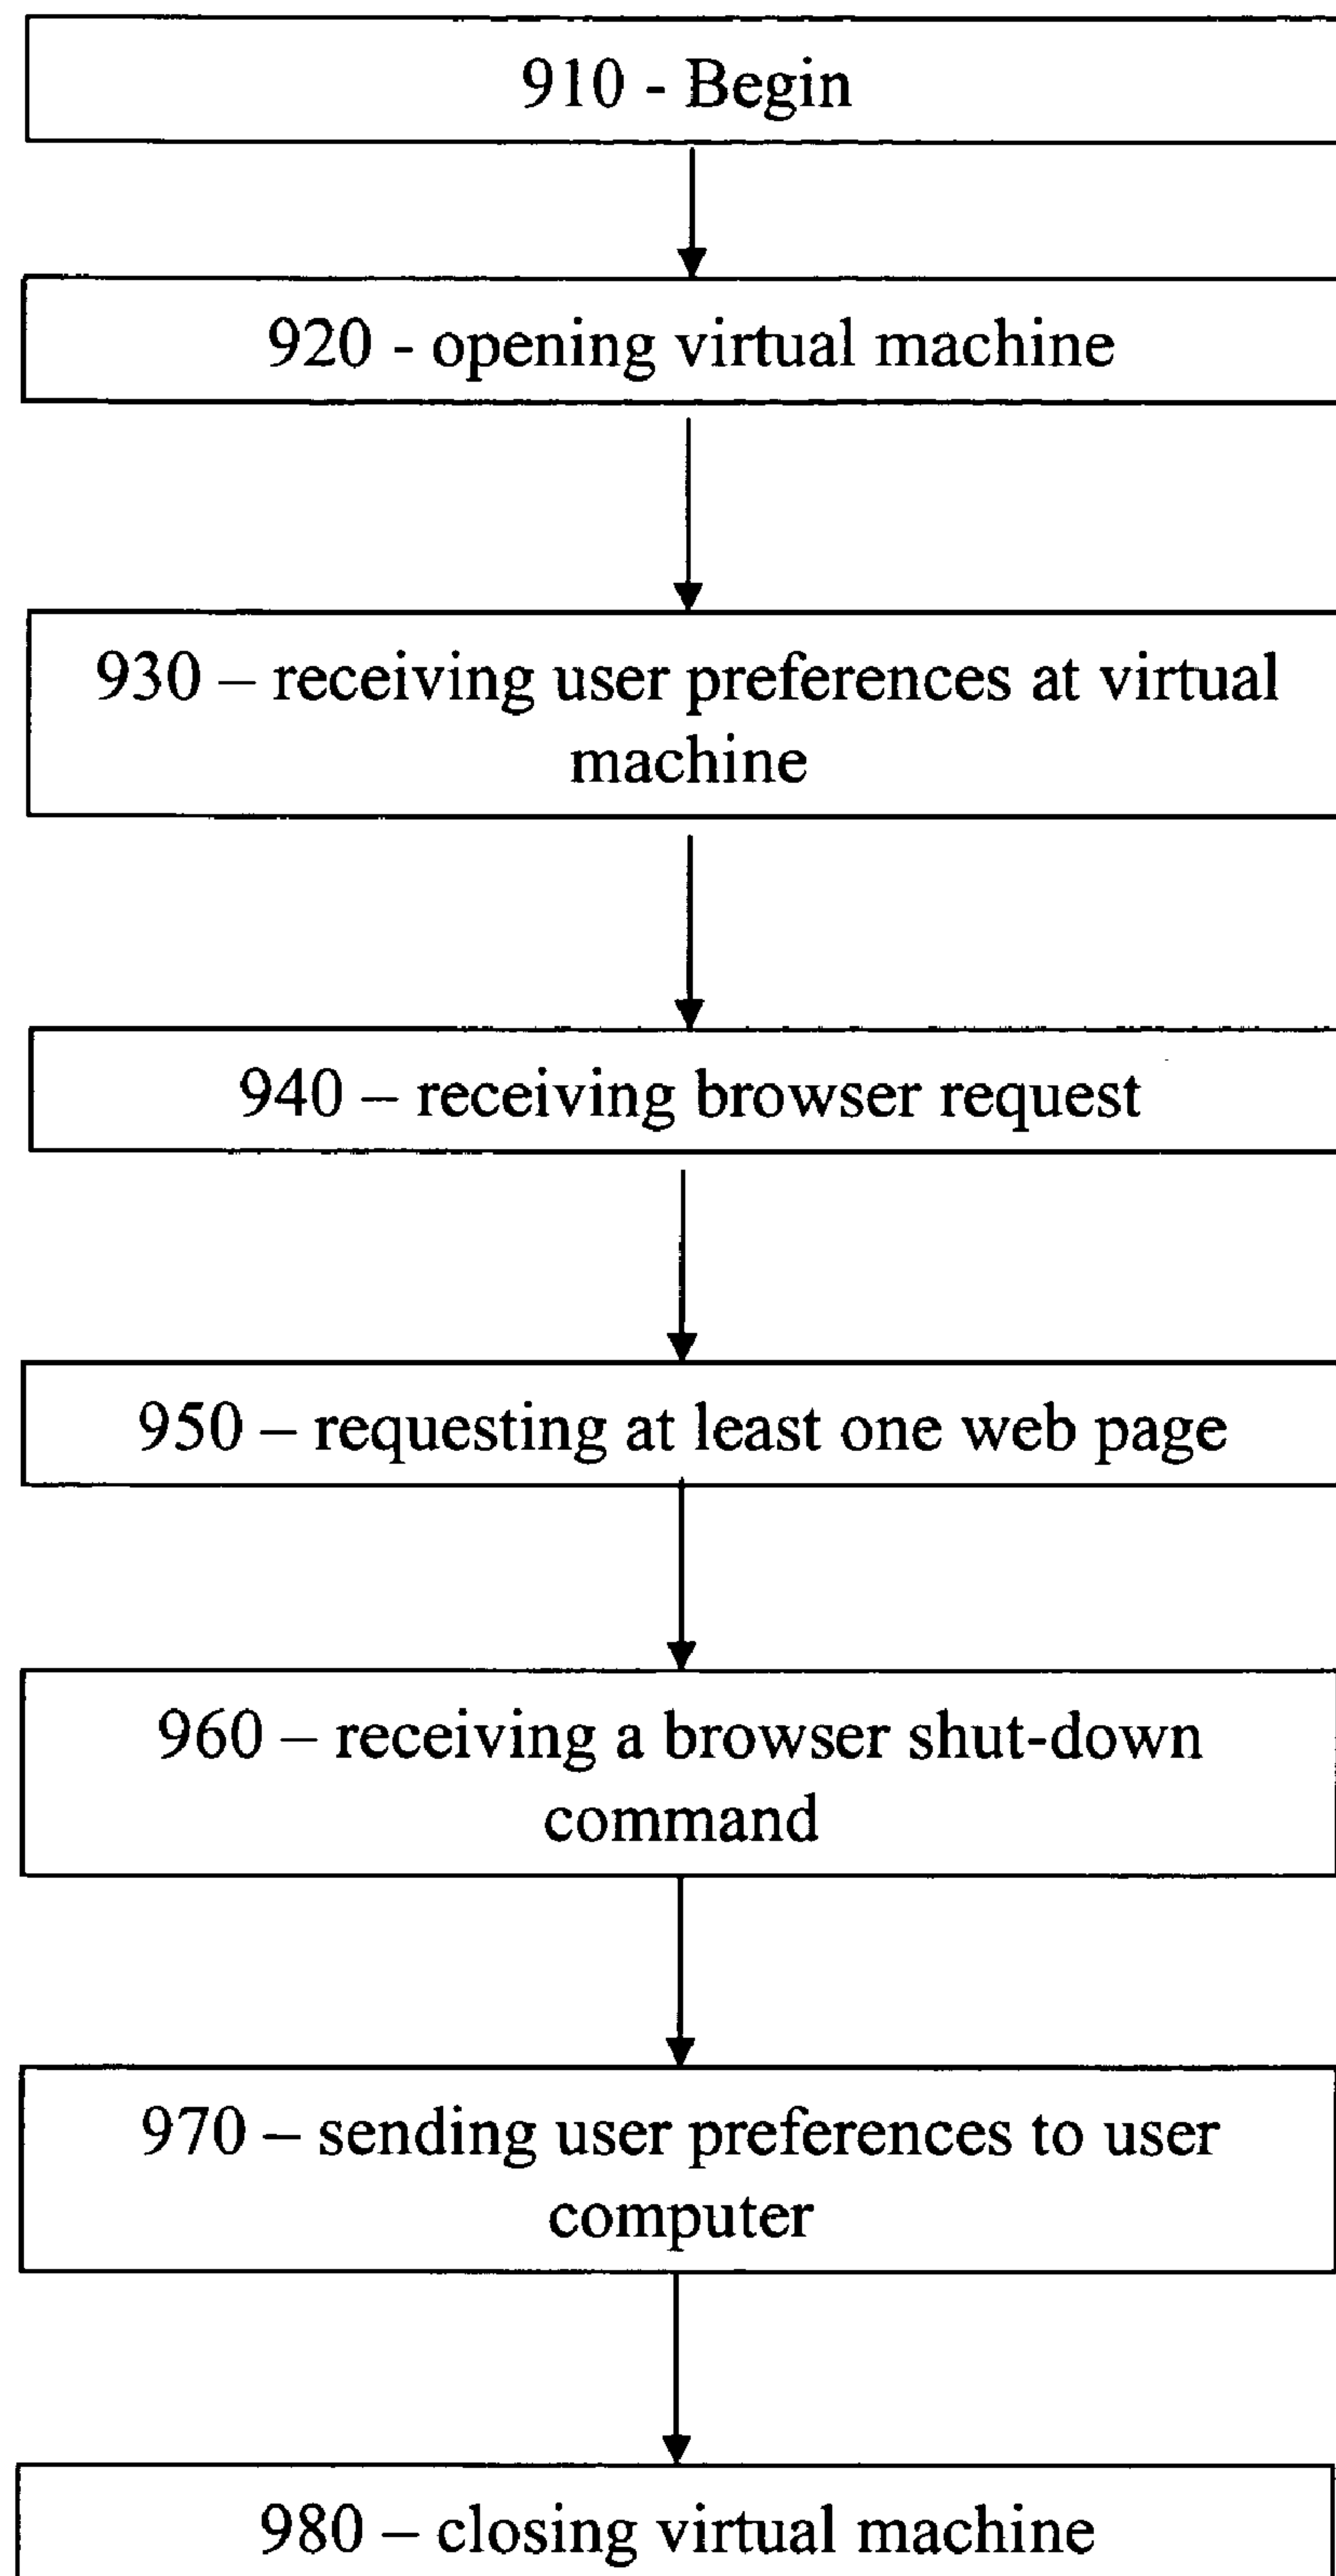 910 - Begin
920 - opening virtual machine
930 – receiving user preferences at virtual
machine
940 – receiving browser request
950 – requesting at least one web page
960 – receiving a browser shut-down
command
970 – sending user preferences to user
computer
980 – closing virtual machine